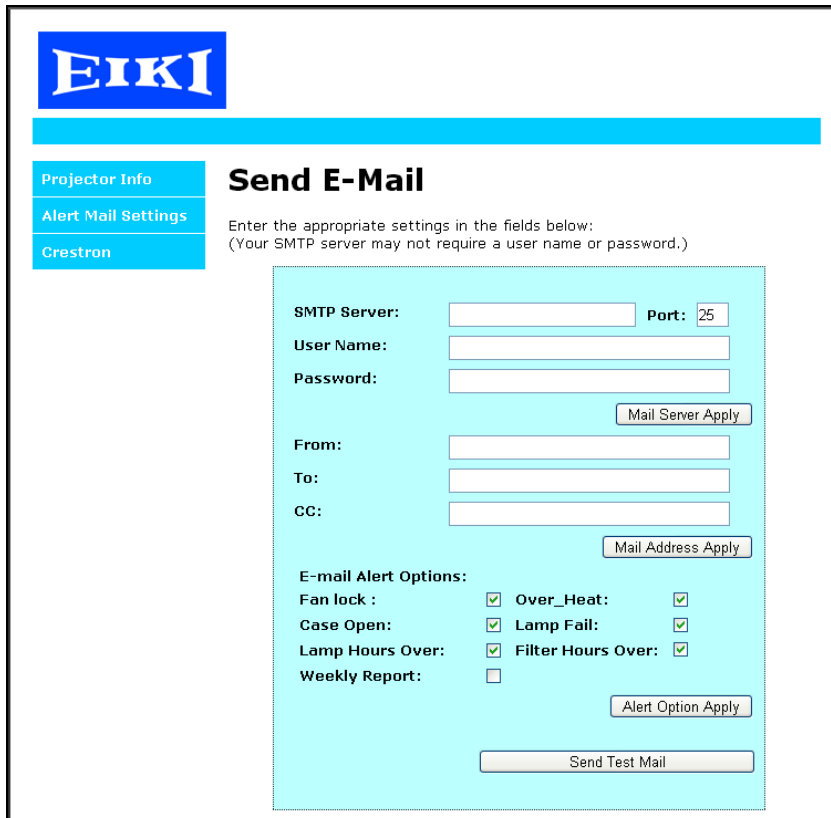 EIKI
Projector Info
Alert Mail Settings
Crestron
Send E-Mail
Enter the appropriate settings in the fields below:
(Your SMTP server may not require a user name or password.)
SMTP Server: Port: 25
User Name:
Password:
Mail Server Apply
From:
To:
CC:
Mail Address Apply
E-mail Alert Options:
Fan lock : Over_Heat:
Case Open: Lamp Fail:
Lamp Hours Over: Filter Hours Over:
Weekly Report:
Alert Option Apply
Send Test Mail